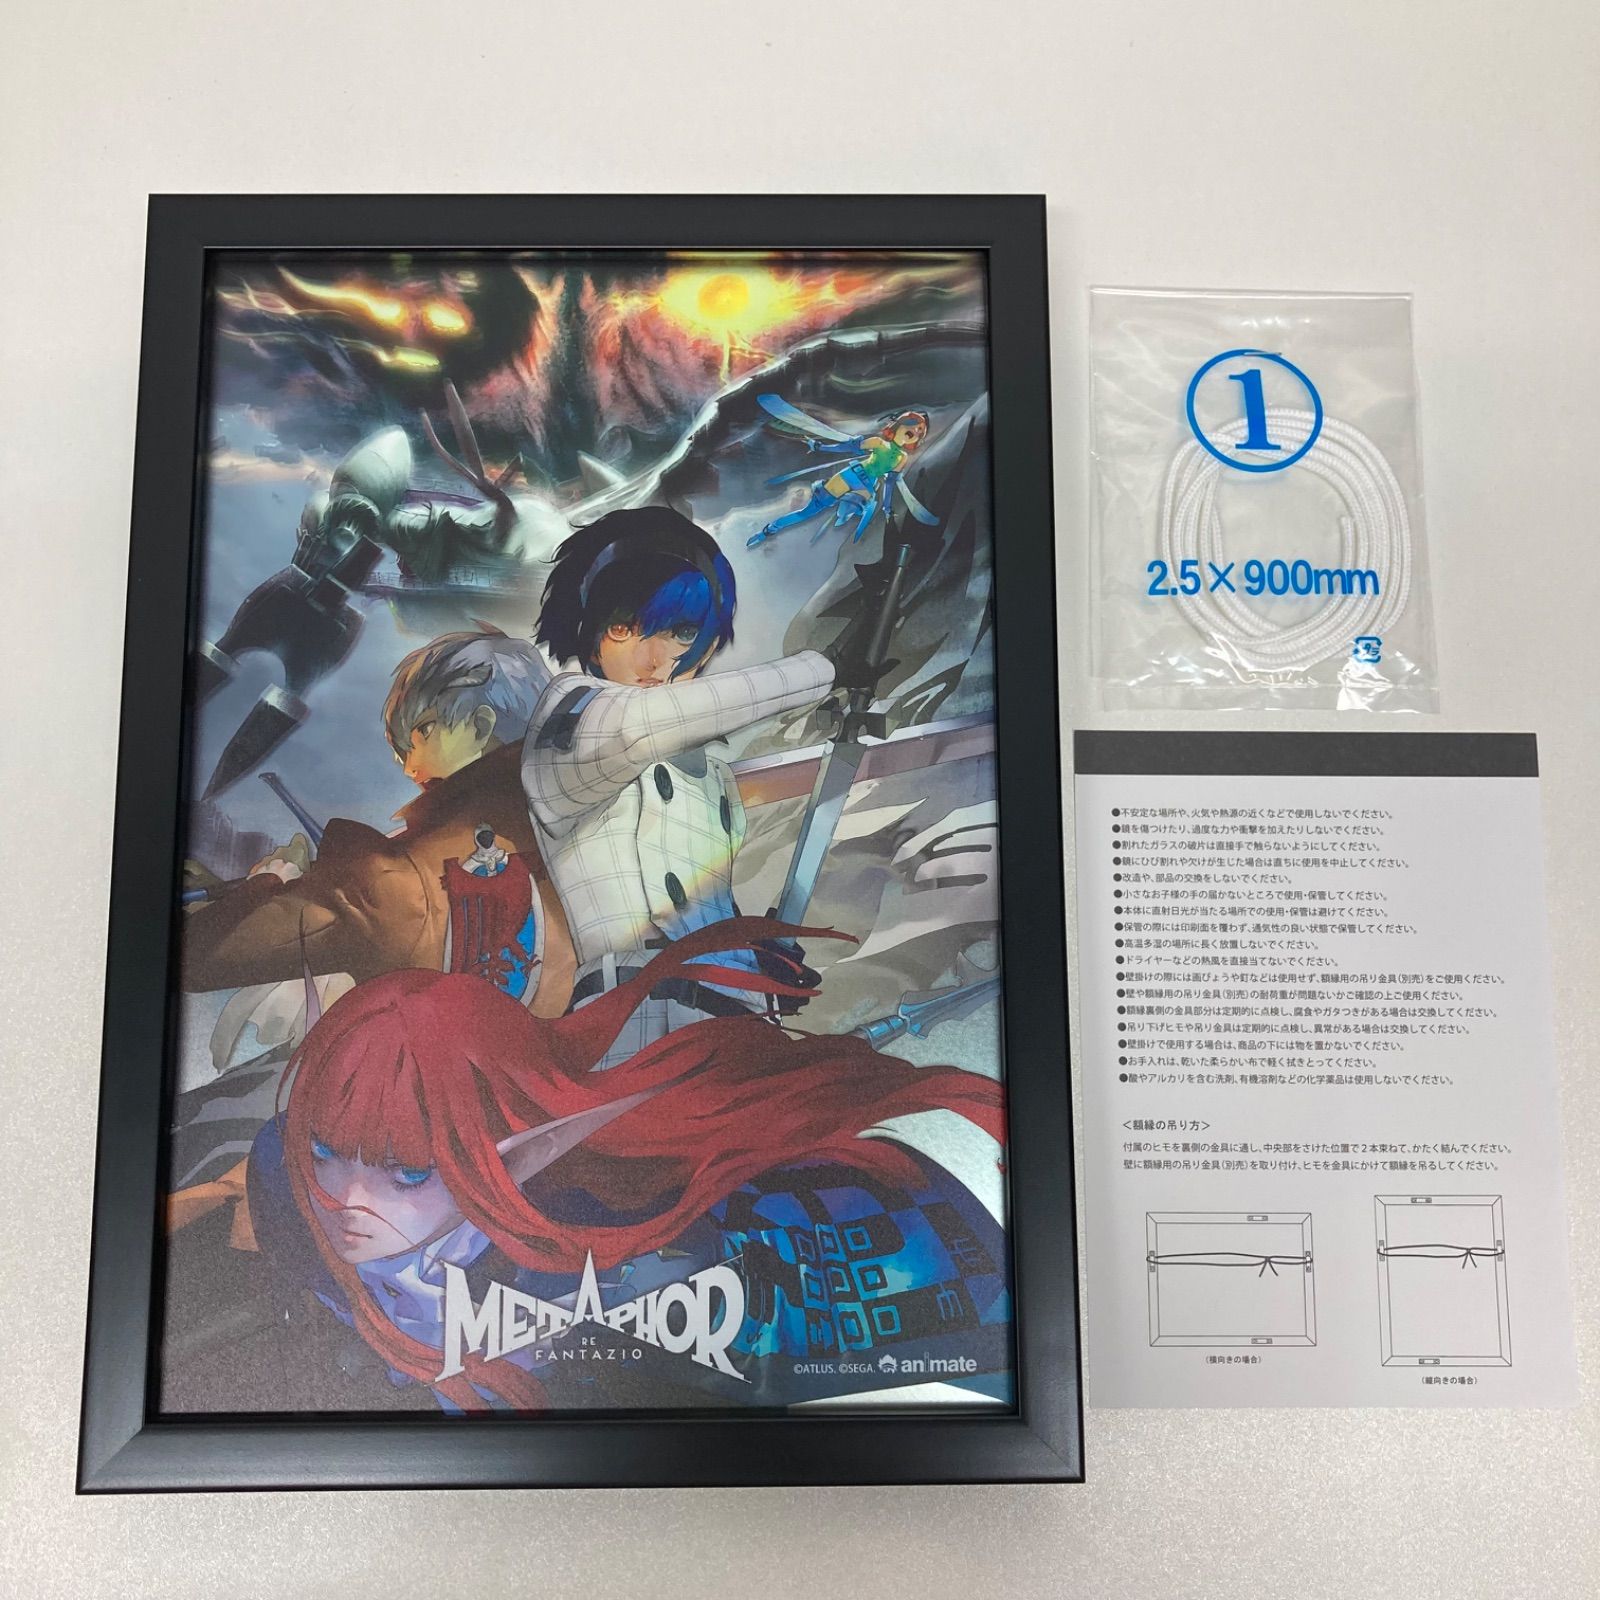 METAPHOR
RE
FANTAZIO
©ATLUS. ©SEGA. animate
1
2.5×900mm
プラ
●不安定な場所や、火気や熱源の近くなどで使用しないでください。
●鏡を傷つけたり、過度な力や衝撃を加えたりしないでください。
●割れたガラスの破片は直接手で触らないようにしてください。
●鏡にひび割れや欠けが生じた場合は直ちに使用を中止してください。
●改造や、部品の交換をしないでください。
●小さなお子様の手の届かないところで使用・保管してください。
●本体に直射日光が当たる場所での使用・保管は避けてください。
●保管の際には印刷面を覆わず、通気性の良い状態で保管してください。
●高温多湿の場所に長く放置しないでください。
●ドライヤーなどの熱風を直接当てないでください。
●壁掛けの際には画びょうや釘などは使用せず、額縁用の吊り金具(別売)をご使用ください。
●壁や額縁用の吊り金具(別売)の耐荷重が問題ないかご確認の上ご使用ください。
●額縁裏側の金具部分は定期的に点検し、腐食やガタつきがある場合は交換してください。
●吊り下げヒモや吊り金具は定期的に点検し、異常がある場合は交換してください。
●壁掛けで使用する場合は、商品の下には物を置かないでください。
●お手入れは、乾いた柔らかい布で軽く拭きとってください。
●酸やアルカリを含む洗剤、有機溶剤などの化学薬品は使用しないでください。
＜額縁の吊り方＞
付属のヒモを裏側の金具に通し、中央部をさけた位置で2本束ねて、かたく結んでください。
壁に額縁用の吊り金具(別売)を取り付け、ヒモを金具にかけて額縁を吊るしてください。
(横向きの場合)
(縦向きの場合)